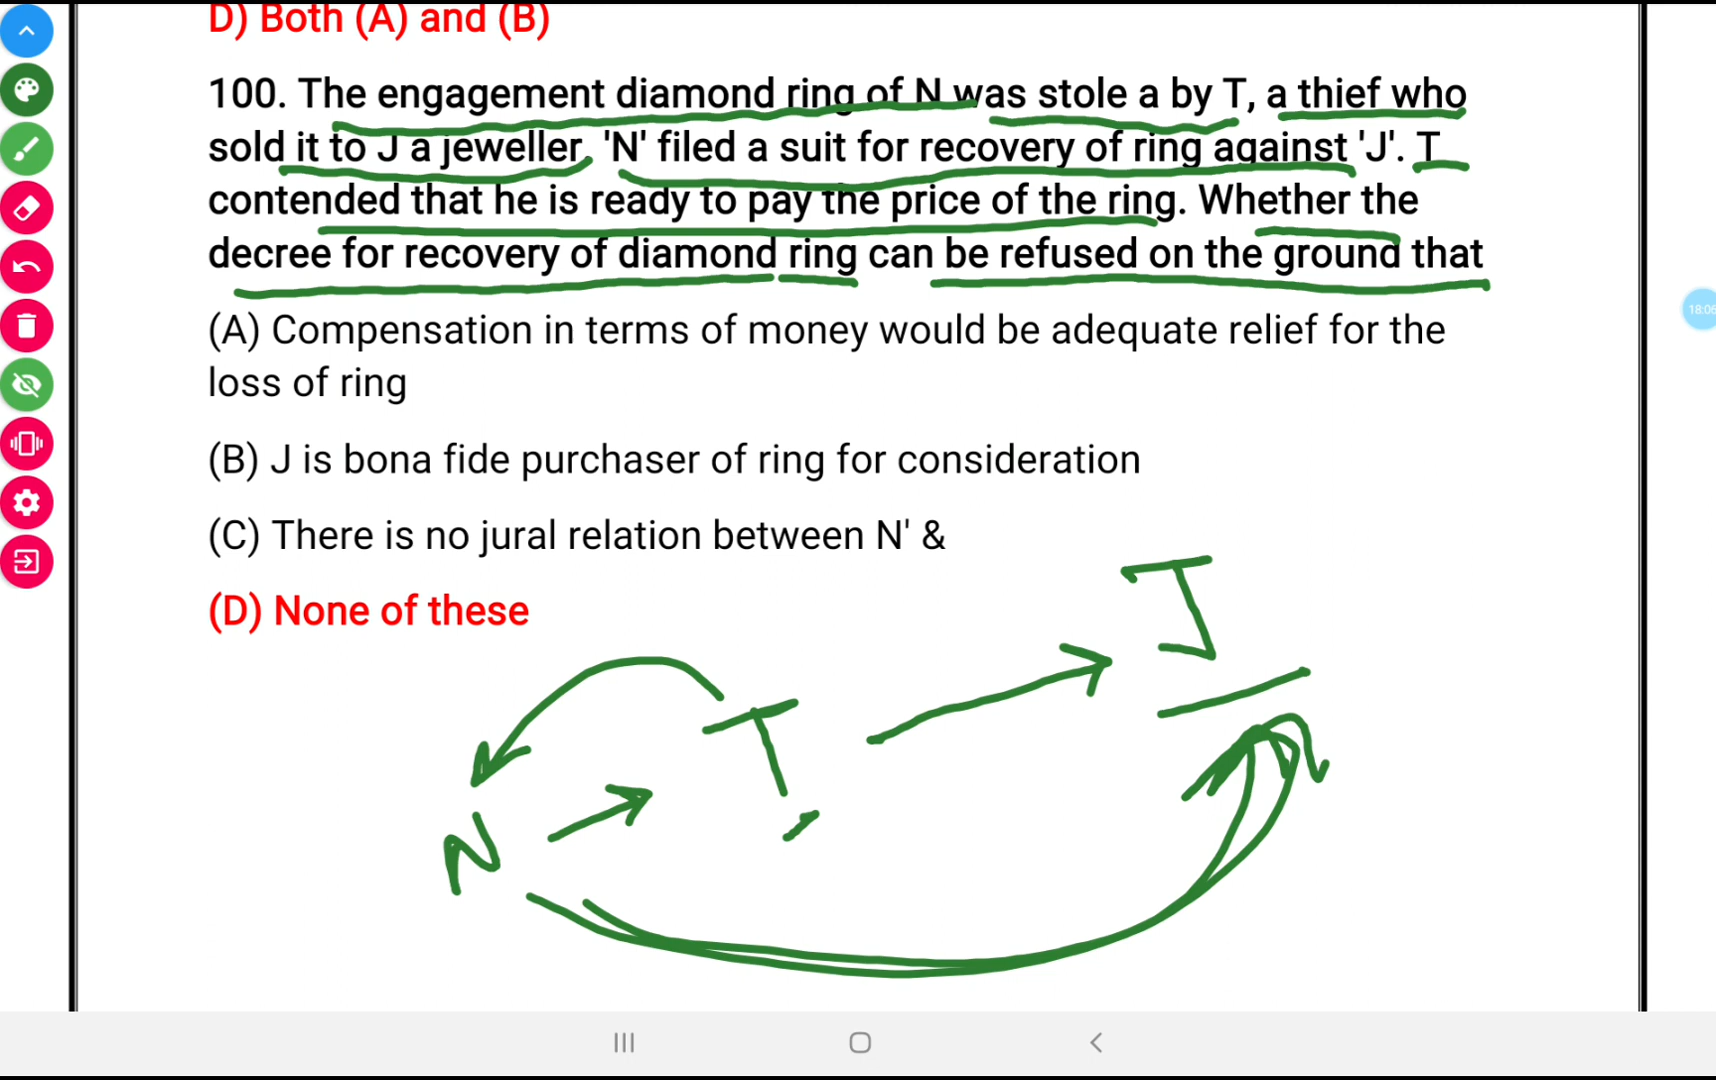 D) Both (A) and (B)
100. The engagement diamond ring of N was stole a by T, a thief who
sold it to J a jeweller, 'N' filed a suit for recovery of ring against 'J'. T
contended that he is ready to pay the price of the ring. Whether the
decree for recovery of diamond ring can be refused on the ground that
18:06
(A) Compensation in terms of money would be adequate relief for the
loss of ring
(B) J is bona fide purchaser of ring for consideration
(C) There is no jural relation between N' &
J
(D) None of these
T
N